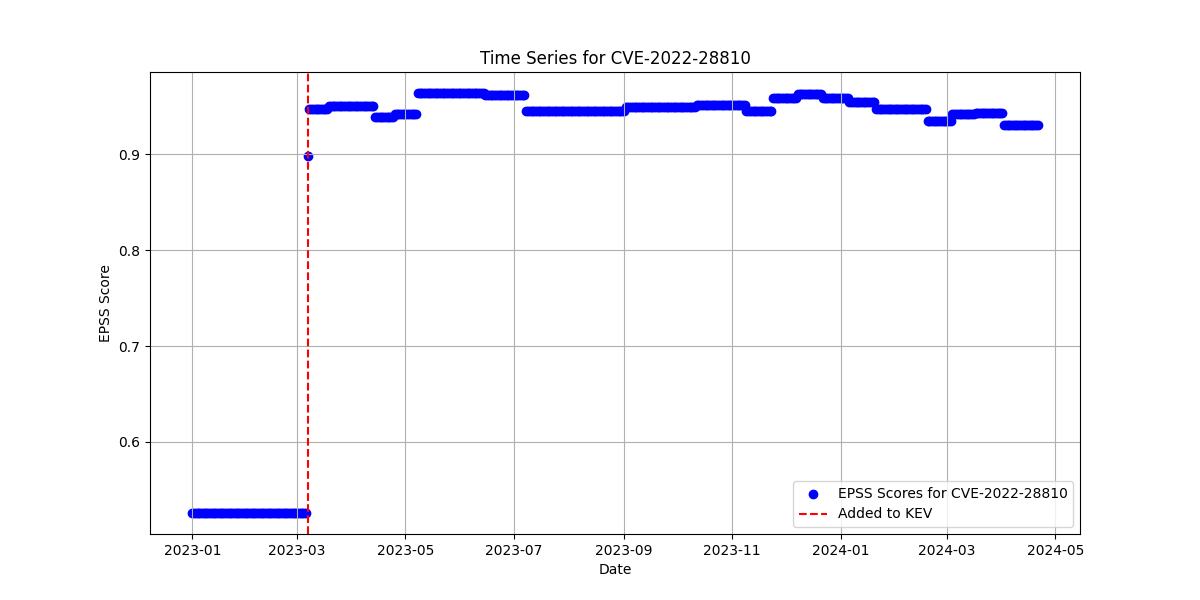 Time Series for CVE-2022-28810
EPSS Score
0.9
0.8
0.7
0.6
EPSS Scores for CVE-2022-28810
Added to KEV
2023-01 2023-03 2023-05 2023-07 2023-09 2023-11 2024-01 2024-03 2024-05
Date